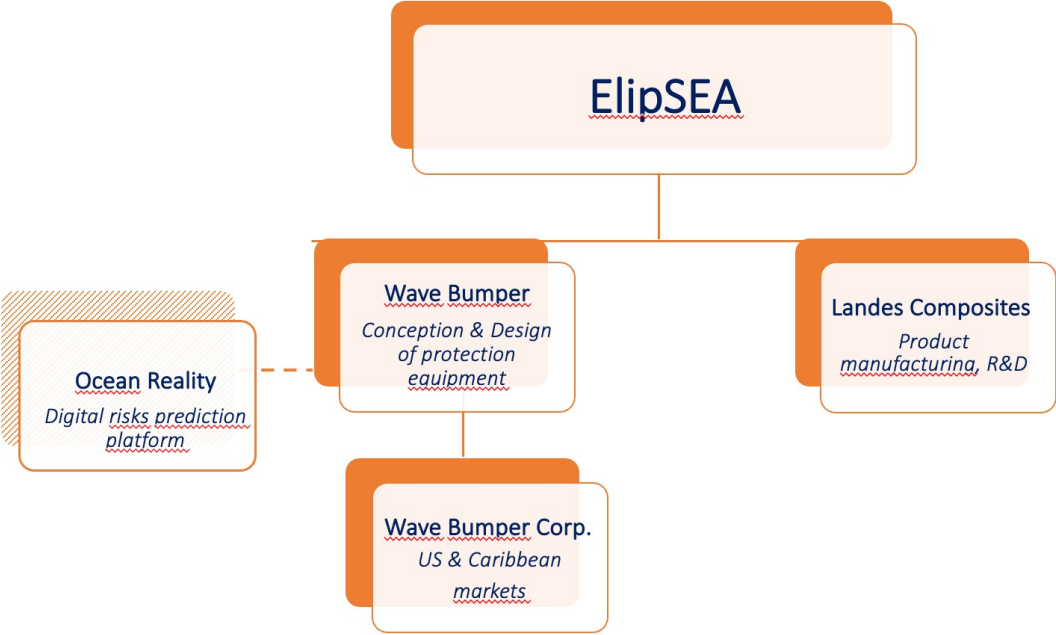 ElipSEA
Wave Bumper
Conception & Design
of protection
equipment
Landes Composites
Product
manufacturing, R&D
Ocean Reality
Digital risks prediction
platform
Wave Bumper Corp.
US & Caribbean
markets